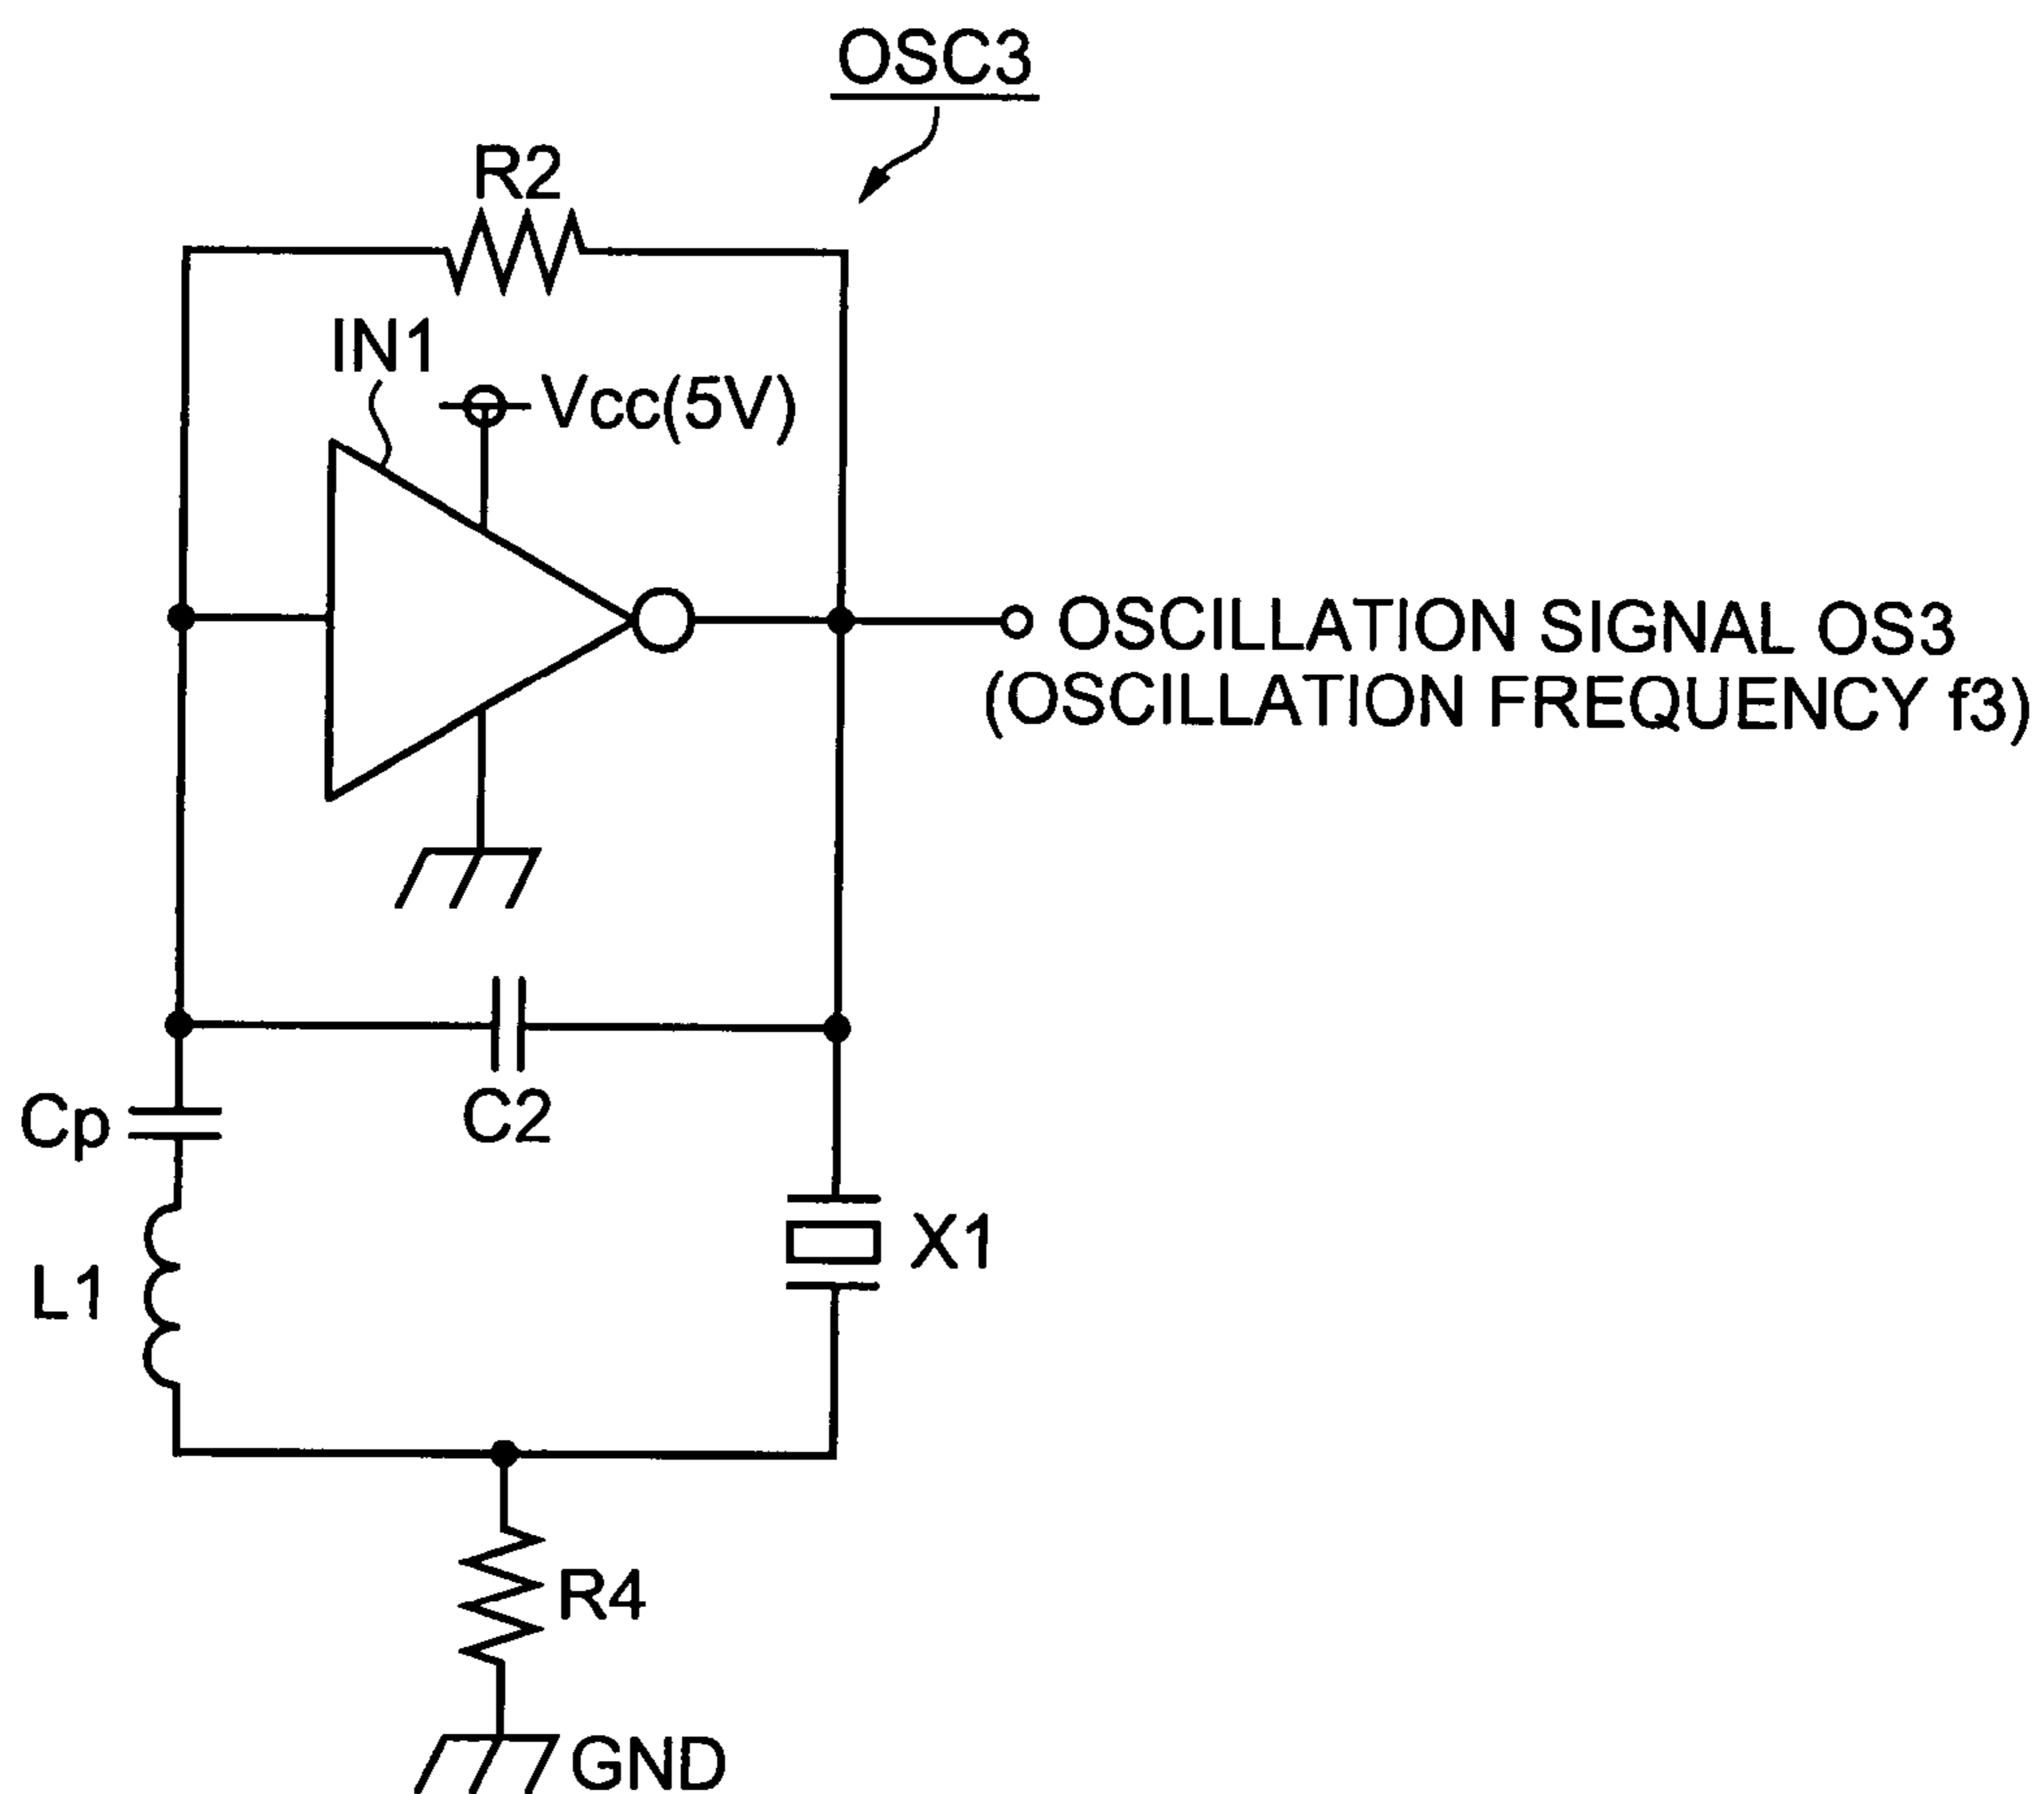 OSC3
R2
IN1
Vcc(5V)
OSCILLATION SIGNAL OS3
(OSCILLATION FREQUENCY f3)
Cp
C2
L1
X1
R4
GND